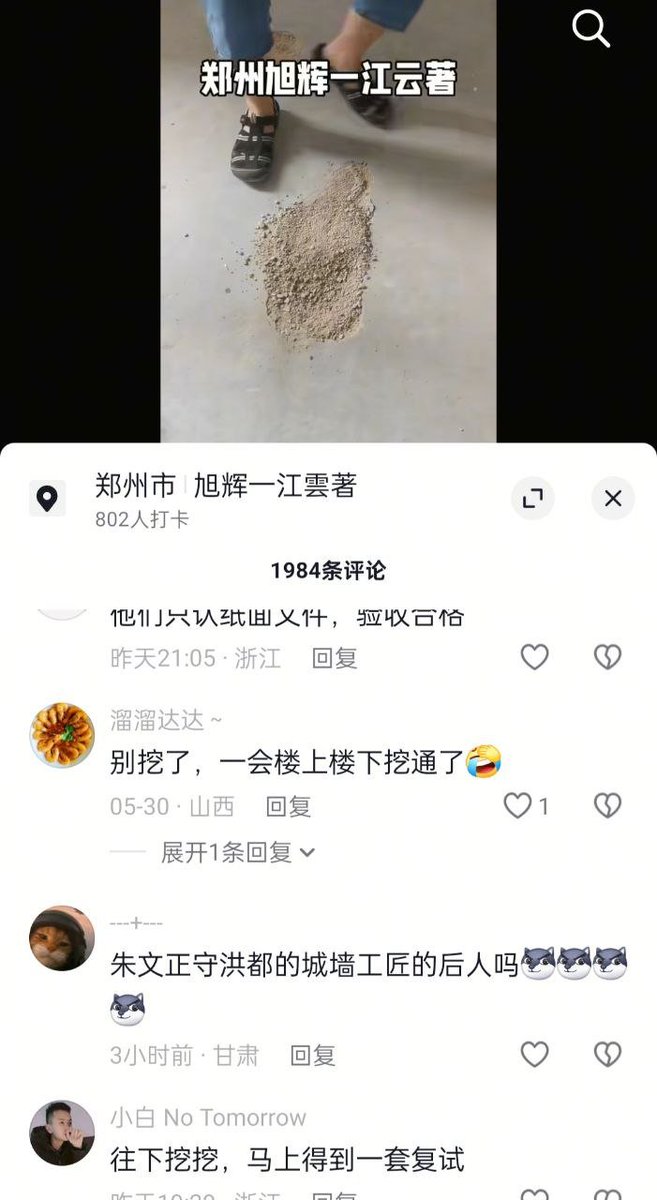 郑州旭辉一江云著
郑州市 旭辉一江雲著
802人打卡
1984条评论
他们只认纸面文件，验收合格
昨天21:05 · 浙江 回复
溜溜达达 ~
别挖了，一会楼上楼下挖通了
05-30 · 山西 回复 1
展开1条回复
---+---
朱文正守洪都的城墙工匠的后人吗
3小时前 · 甘肃 回复
小白 No Tomorrow
往下挖挖，马上得到一套复试